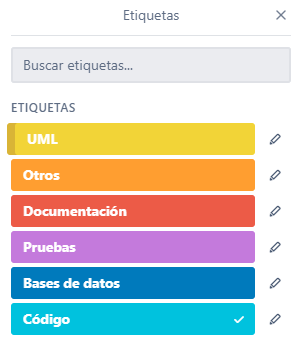 Etiquetas
Buscar etiquetas...
ETIQUETAS
UML
Otros
Documentación
Pruebas
Bases de datos
Código